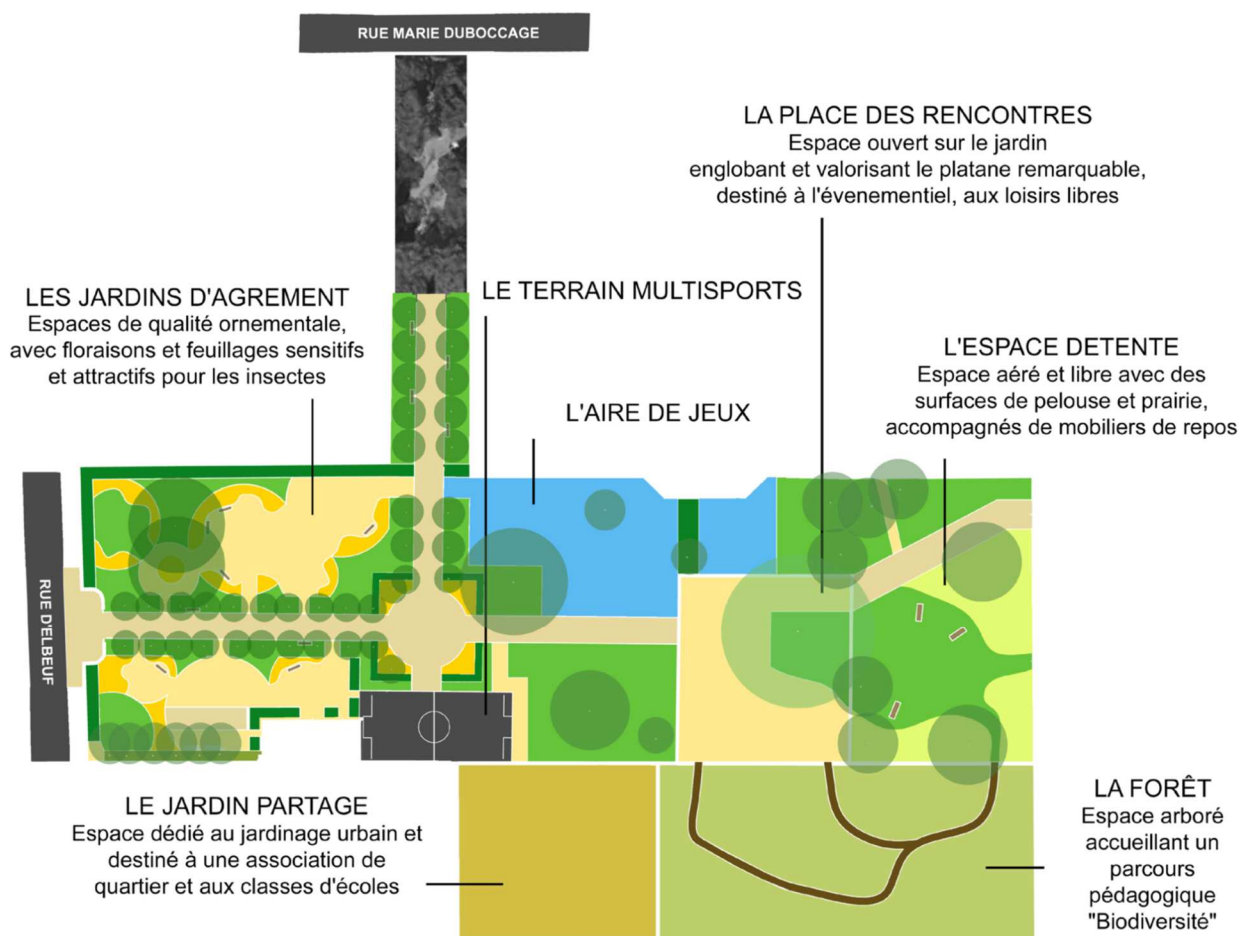 RUE MARIE DUBOCCAGE
LA PLACE DES RENCONTRES
Espace ouvert sur le jardin
englobant et valorisant le platane remarquable,
destiné à l'évenementiel, aux loisirs libres
LES JARDINS D'AGREMENT
Espaces de qualité ornementale,
avec floraisons et feuillages sensitifs
et attractifs pour les insectes
LE TERRAIN MULTISPORTS
L'AIRE DE JEUX
L'ESPACE DETENTE
Espace aéré et libre avec des
surfaces de pelouse et prairie,
accompagnés de mobiliers de repos
RUE D'ELBEUF
LE JARDIN PARTAGE
Espace dédié au jardinage urbain et
destiné à une association de
quartier et aux classes d'écoles
LA FORÊT
Espace arboré
accueillant un
parcours
pédagogique
"Biodiversité"